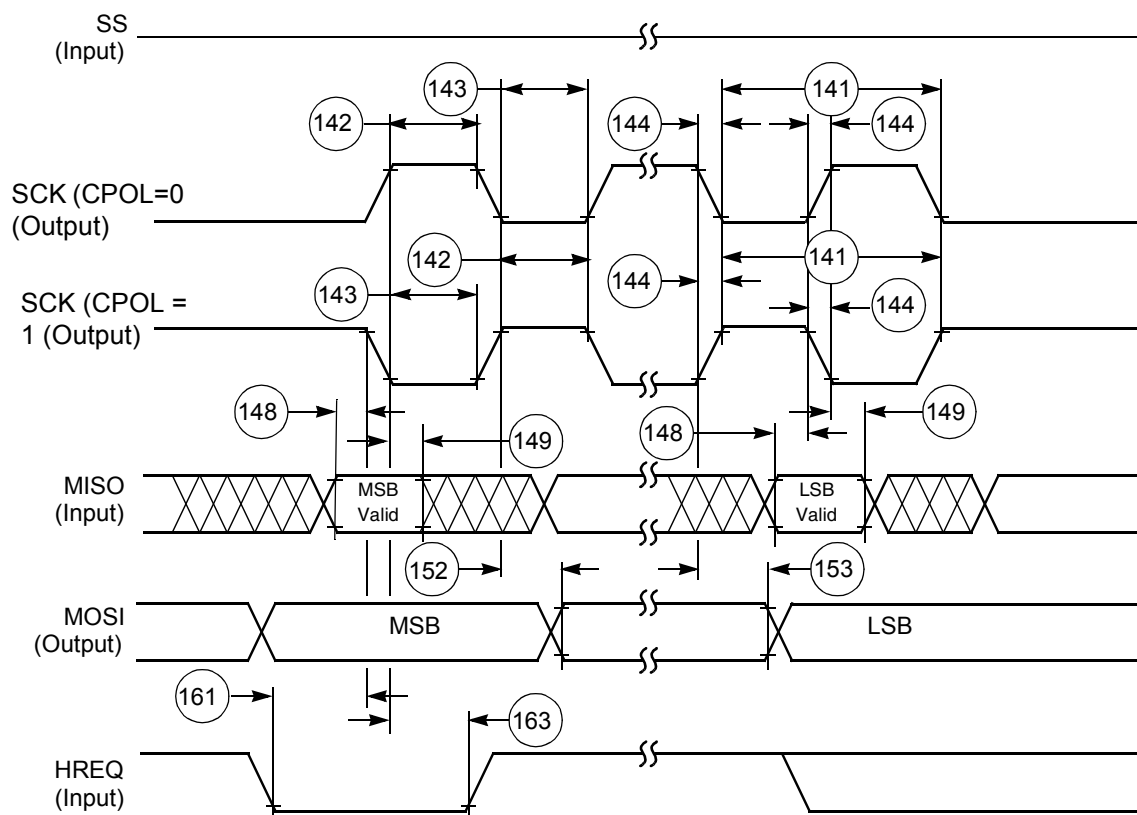 SS
(Input)
143
141
142
144
144
SCK (CPOL=0
(Output)
142
141
143
144
144
SCK (CPOL =
1 (Output)
148
149
148
149
MISO
(Input)
MSB
Valid
LSB
Valid
152
153
MOSI
(Output)
MSB
LSB
161
163
HREQ
(Input)